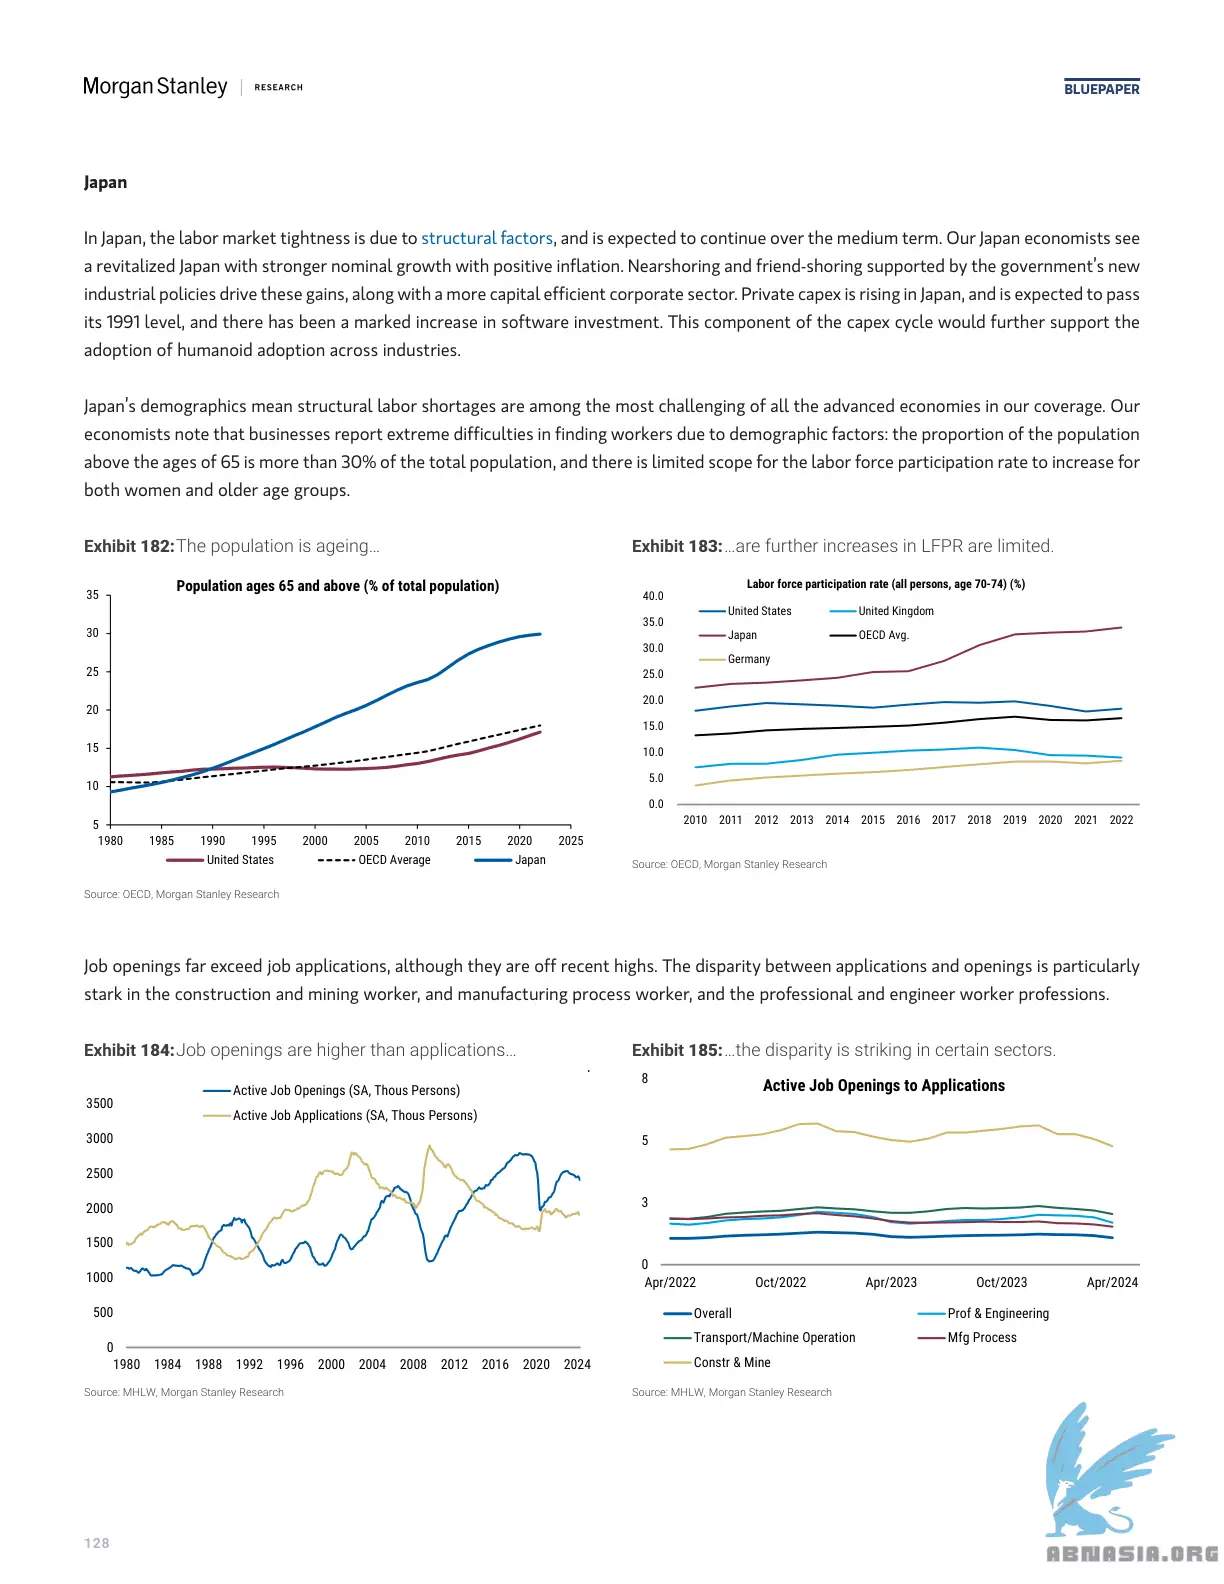 Morgan Stanley | RESEARCH
BLUEPAPER
Japan
In Japan, the labor market tightness is due to structural factors, and is expected to continue over the medium term. Our Japan economists see
a revitalized Japan with stronger nominal growth with positive inflation. Nearshoring and friend-shoring supported by the government's new
industrial policies drive these gains, along with a more capital efficient corporate sector. Private capex is rising in Japan, and is expected to pass
its 1991 level, and there has been a marked increase in software investment. This component of the capex cycle would further support the
adoption of humanoid adoption across industries.
Japan's demographics mean structural labor shortages are among the most challenging of all the advanced economies in our coverage. Our
economists note that businesses report extreme difficulties in finding workers due to demographic factors: the proportion of the population
above the ages of 65 is more than 30% of the total population, and there is limited scope for the labor force participation rate to increase for
both women and older age groups.
Exhibit 182: The population is ageing…
Population ages 65 and above (% of total population)
35
30
25
20
15
10
5
1980 1985 1990 1995 2000 2005 2010 2015 2020 2025
United States OECD Average Japan
Source: OECD, Morgan Stanley Research
Exhibit 183: …are further increases in LFPR are limited.
Labor force participation rate (all persons, age 70-74) (%)
40.0
35.0
30.0
25.0
20.0
15.0
10.0
5.0
0.0
United States United Kingdom
Japan OECD Avg.
Germany
2010 2011 2012 2013 2014 2015 2016 2017 2018 2019 2020 2021 2022
Source: OECD, Morgan Stanley Research
Job openings far exceed job applications, although they are off recent highs. The disparity between applications and openings is particularly
stark in the construction and mining worker, and manufacturing process worker, and the professional and engineer worker professions.
Exhibit 184: Job openings are higher than applications…
Active Job Openings (SA, Thous Persons)
Active Job Applications (SA, Thous Persons)
3500
3000
2500
2000
1500
1000
500
0
1980 1984 1988 1992 1996 2000 2004 2008 2012 2016 2020 2024
Source: MHLW, Morgan Stanley Research
Exhibit 185: …the disparity is striking in certain sectors.
Active Job Openings to Applications
8
5
3
0
Apr/2022 Oct/2022 Apr/2023 Oct/2023 Apr/2024
Overall Prof & Engineering
Transport/Machine Operation Mfg Process
Constr & Mine
Source: MHLW, Morgan Stanley Research
128
ABNASIA.ORG